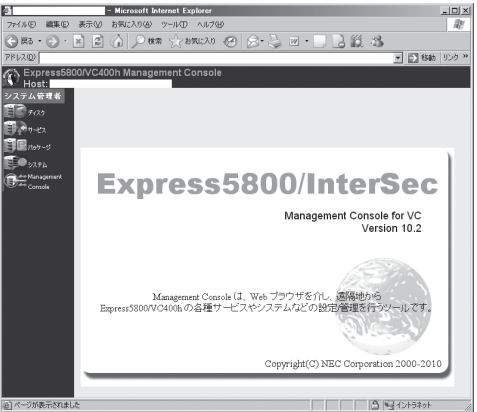 - Microsoft Internet Explorer
ファイル(F) 編集(E) 表示(V) お気に入り(A) ツール(T) ヘルプ(H)
戻る 検索 お気に入り
アドレス(D) 移動 リンク »
Express5800/VC400h Management Console
Host:
システム管理者
ディスク
サービス
パッケージ
システム
Management Console
Express5800/InterSec
Management Console for VC
Version 10.2
Management Console は、Web ブラウザを介し、遠隔地から
Express5800/VC400h の各種サービスやシステムなどの設定/管理を行うツールです。
Copyright(C) NEC Corporation 2000-2010
ページが表示されました イントラネット